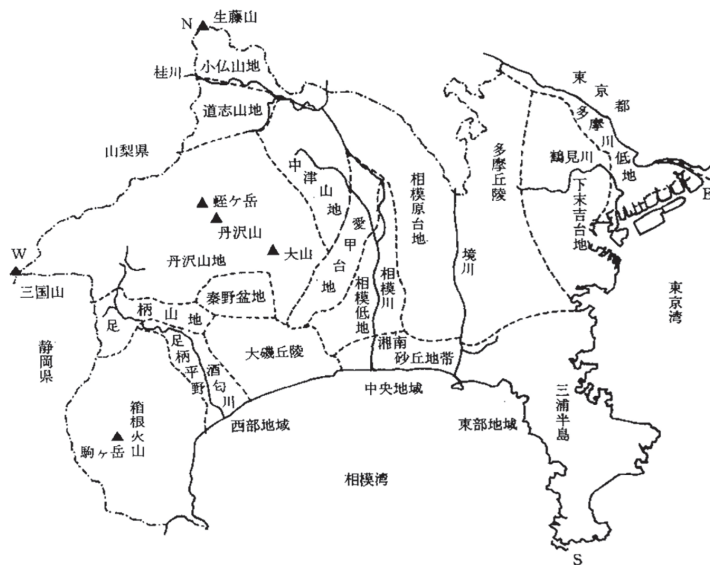 N
生藤山
小仏山地
桂川
道志山地
山梨県
中津山地
蛭ケ岳
丹沢山
丹沢山地
大山
愛甲台地
W
三国山
秦野盆地
足柄山地
足柄平野
酒匂川
大磯丘陵
静岡県
箱根火山
駒ヶ岳
相模低地
相模川
相模原台地
境川
湘南砂丘地帯
西部地域
中央地域
東部地域
相模湾
多摩丘陵
東京都
多摩川低地
鶴見川
下末吉台地
E
東京湾
三浦半島
S